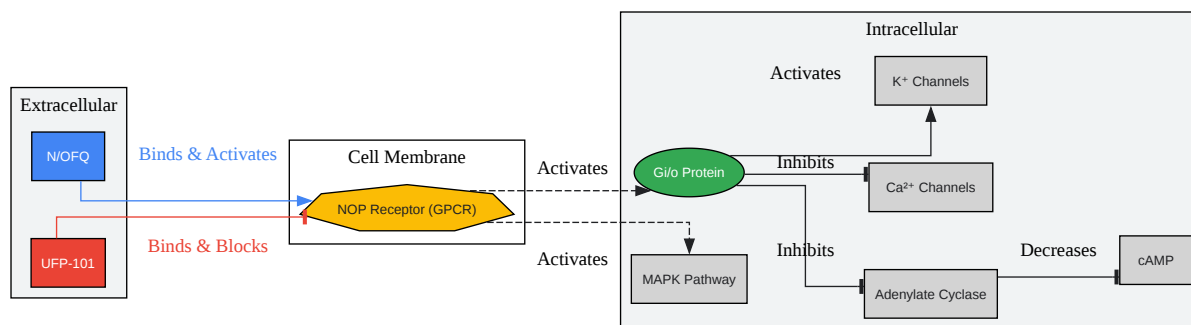 Extracellular
N/OFQ
UFP-101
Binds & Activates
Binds & Blocks
Cell Membrane
NOP Receptor (GPCR)
Activates
Activates
Intracellular
Gi/o Protein
MAPK Pathway
Activates
K⁺ Channels
Inhibits
Ca²⁺ Channels
Inhibits
Adenylate Cyclase
Decreases
cAMP